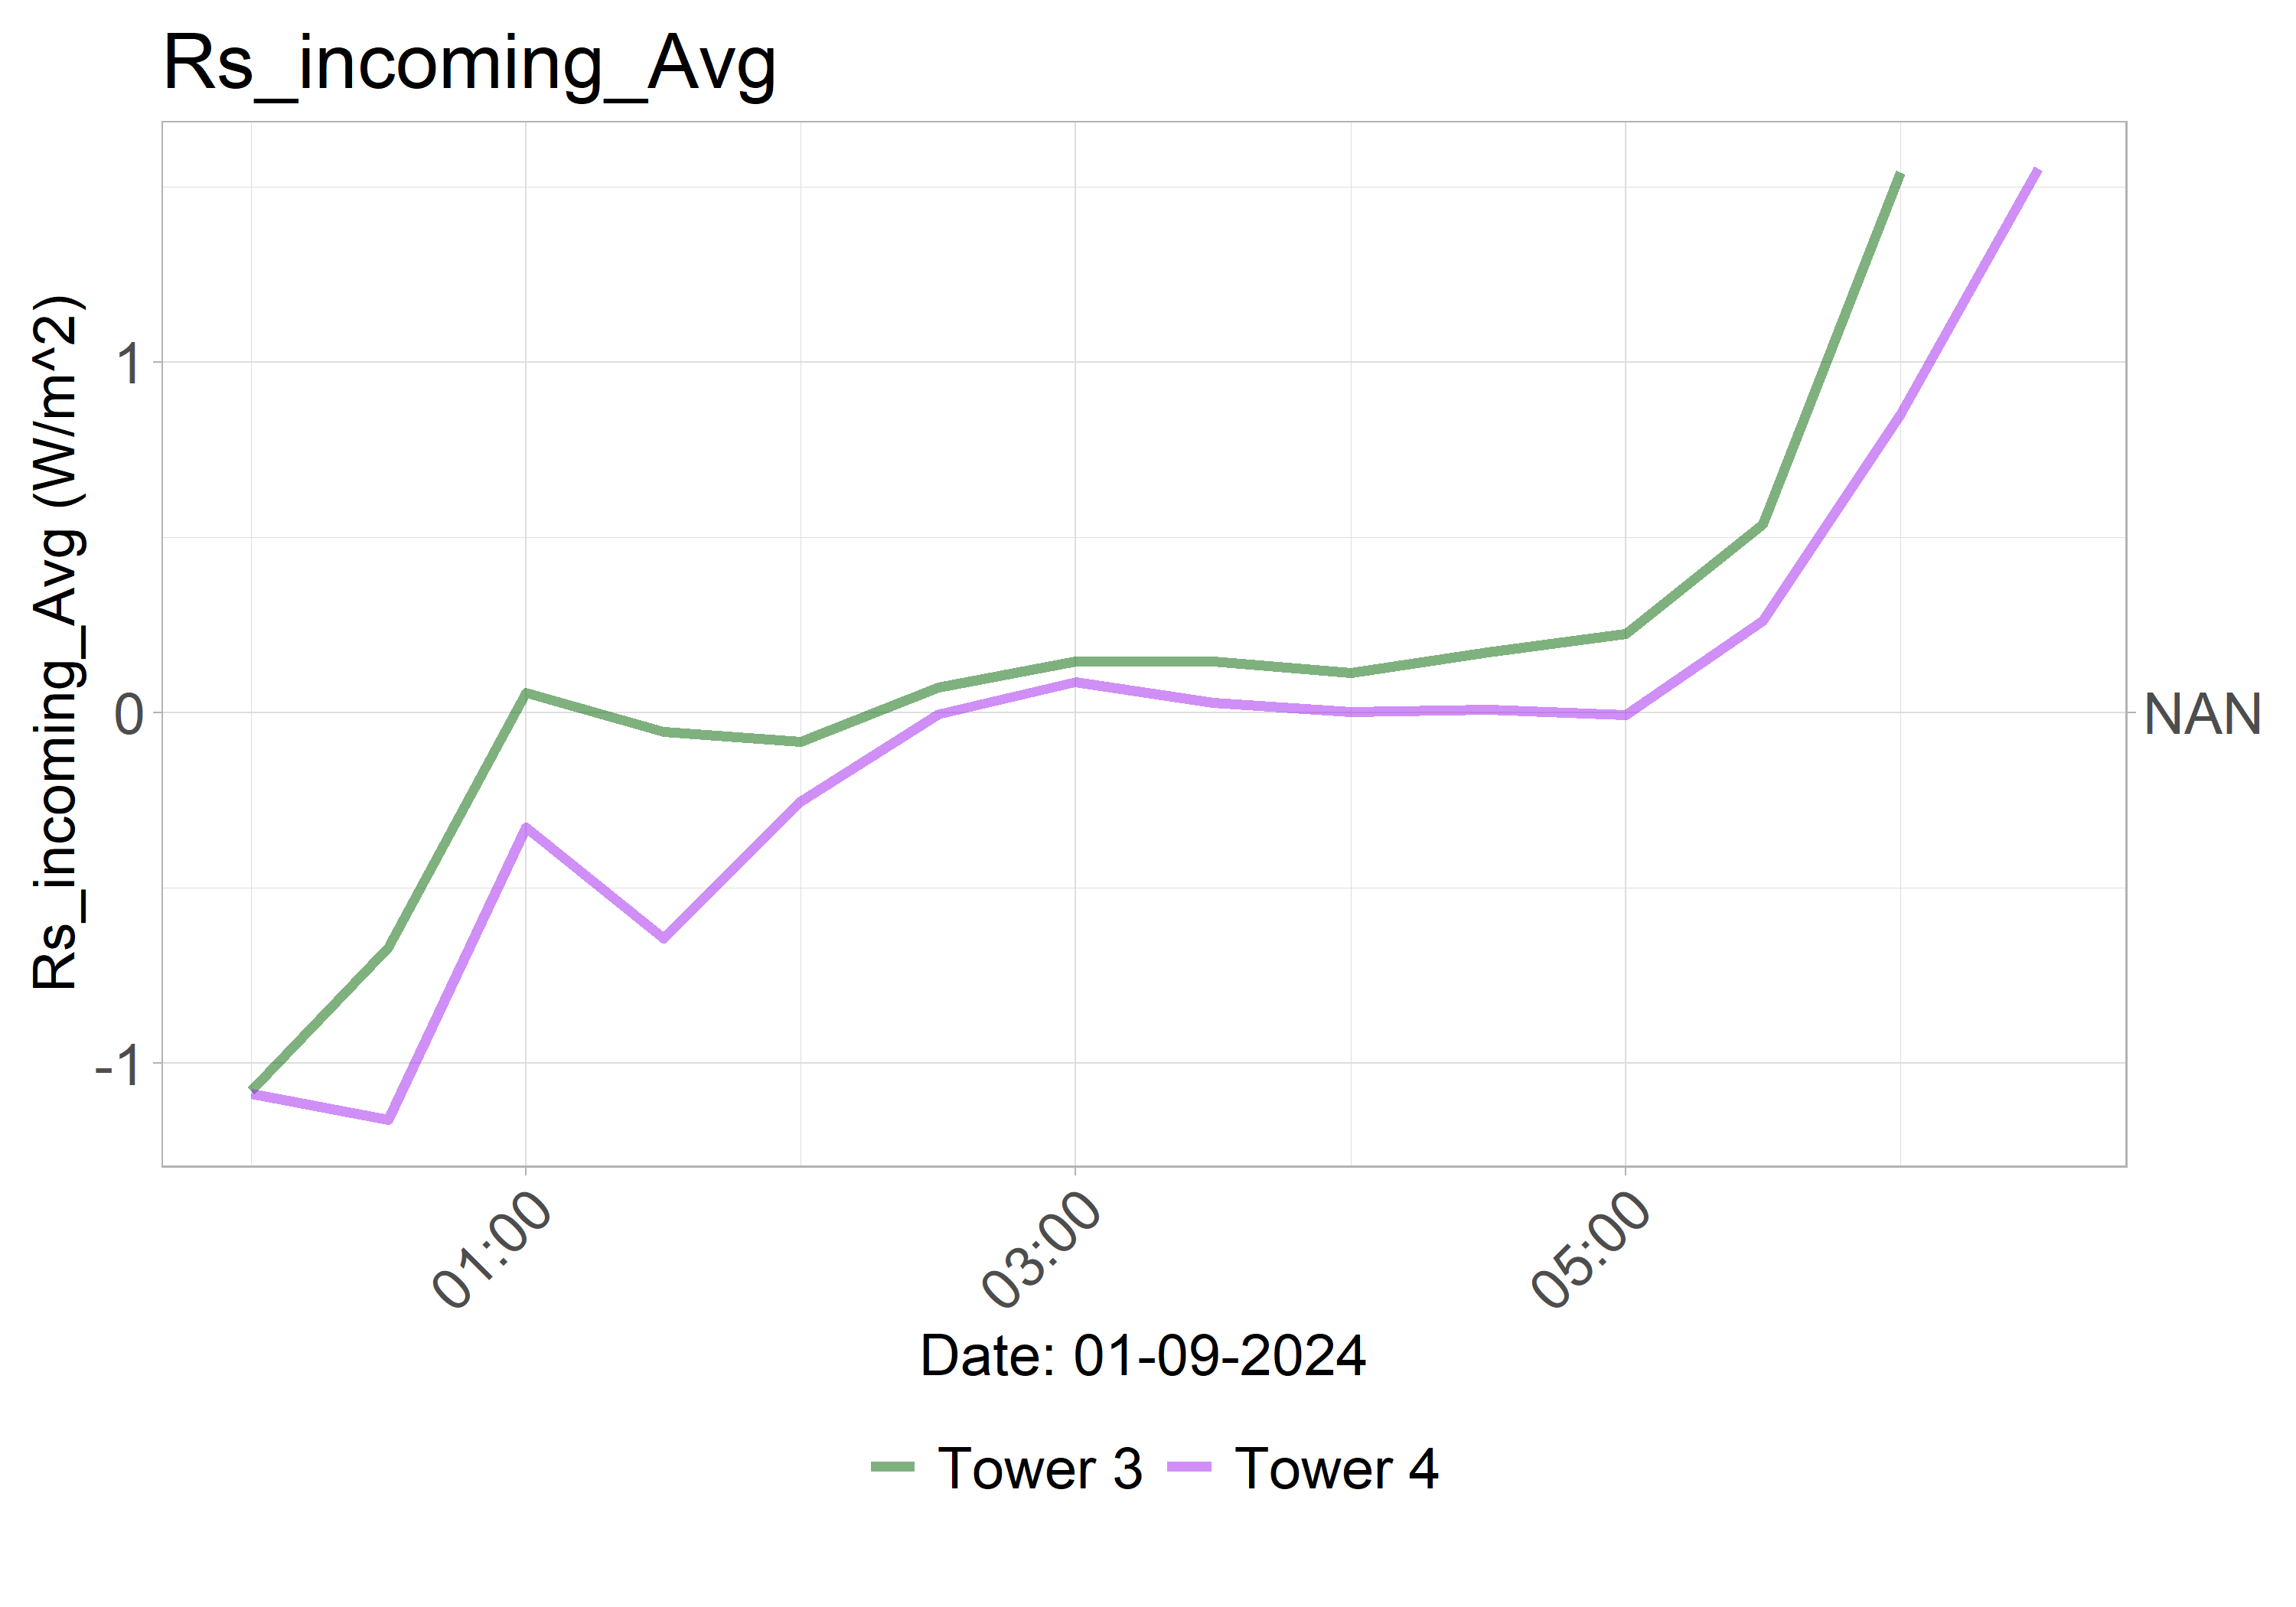 Rs_incoming_Avg
Rs_incoming_Avg (W/m^2)
1
0
-1
NAN
01:00
03:00
05:00
Date: 01-09-2024
Tower 3
Tower 4